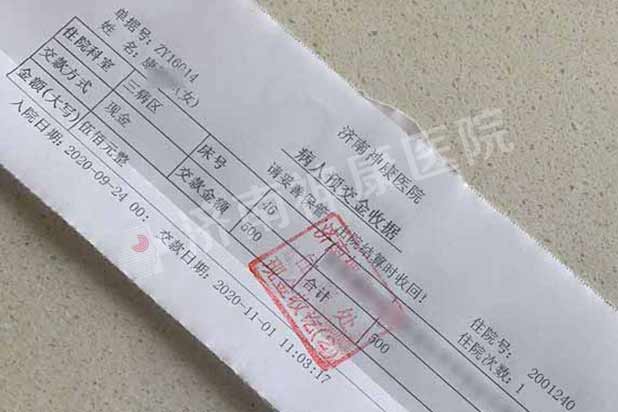 济南神康医院
病人预交金收据
请妥善保管,出院结算时收回!
单据号: ZY16014
姓名: 唐 (女)
住院号: 2001240
住院次数: 1
住院科室 三病区 床号
交款方式 现金 交款金额 500 合计 500
金额(大写) 伍佰元整
入院日期: 2020-09-24 00:
交款日期: 2020-11-01 11:03:17
现金收讫(2)
处
济南神康医院